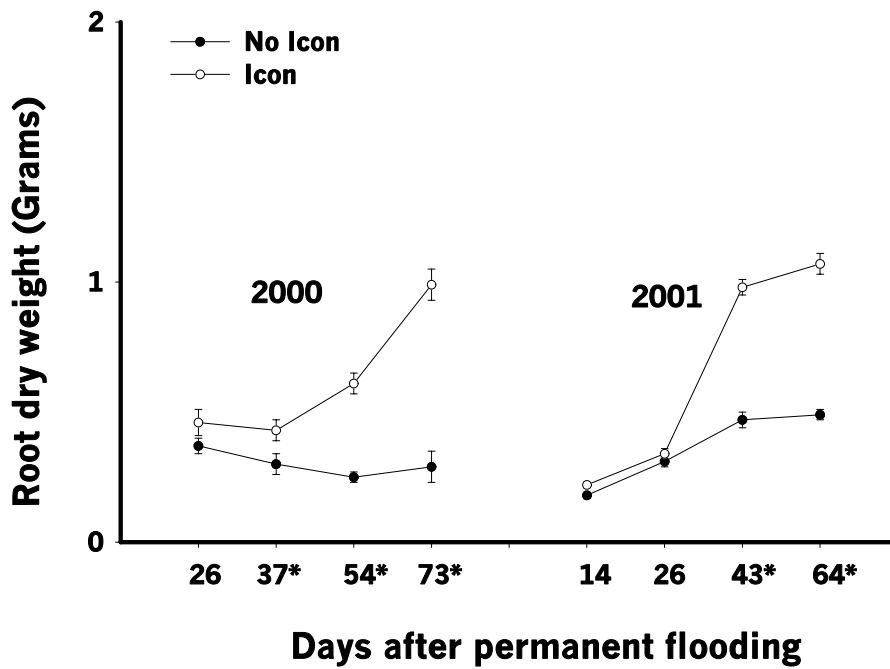 2
No Icon
Icon
Root dry weight (Grams)
2000
2001
1
0
26 37* 54* 73* 14 26 43* 64*
Days after permanent flooding